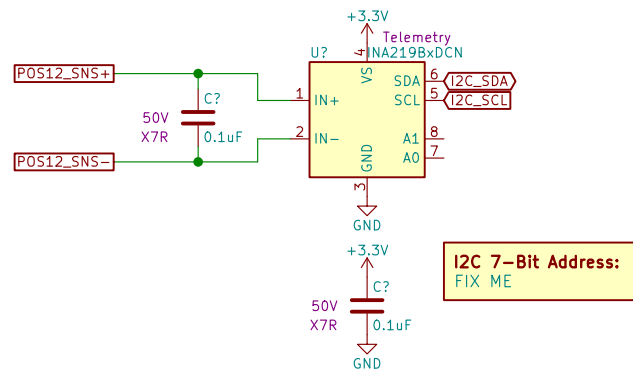 +3.3V
Telemetry
U?
INA219BxDCN
4
VS
POS12_SNS+
SDA
6
I2C_SDA
C?
1
IN+
SCL
5
I2C_SCL
50V
X7R
0.1uF
2
IN-
A1
8
A0
7
POS12_SNS-
GND
3
GND
+3.3V
I2C 7-Bit Address:
FIX ME
C?
50V
X7R
0.1uF
GND